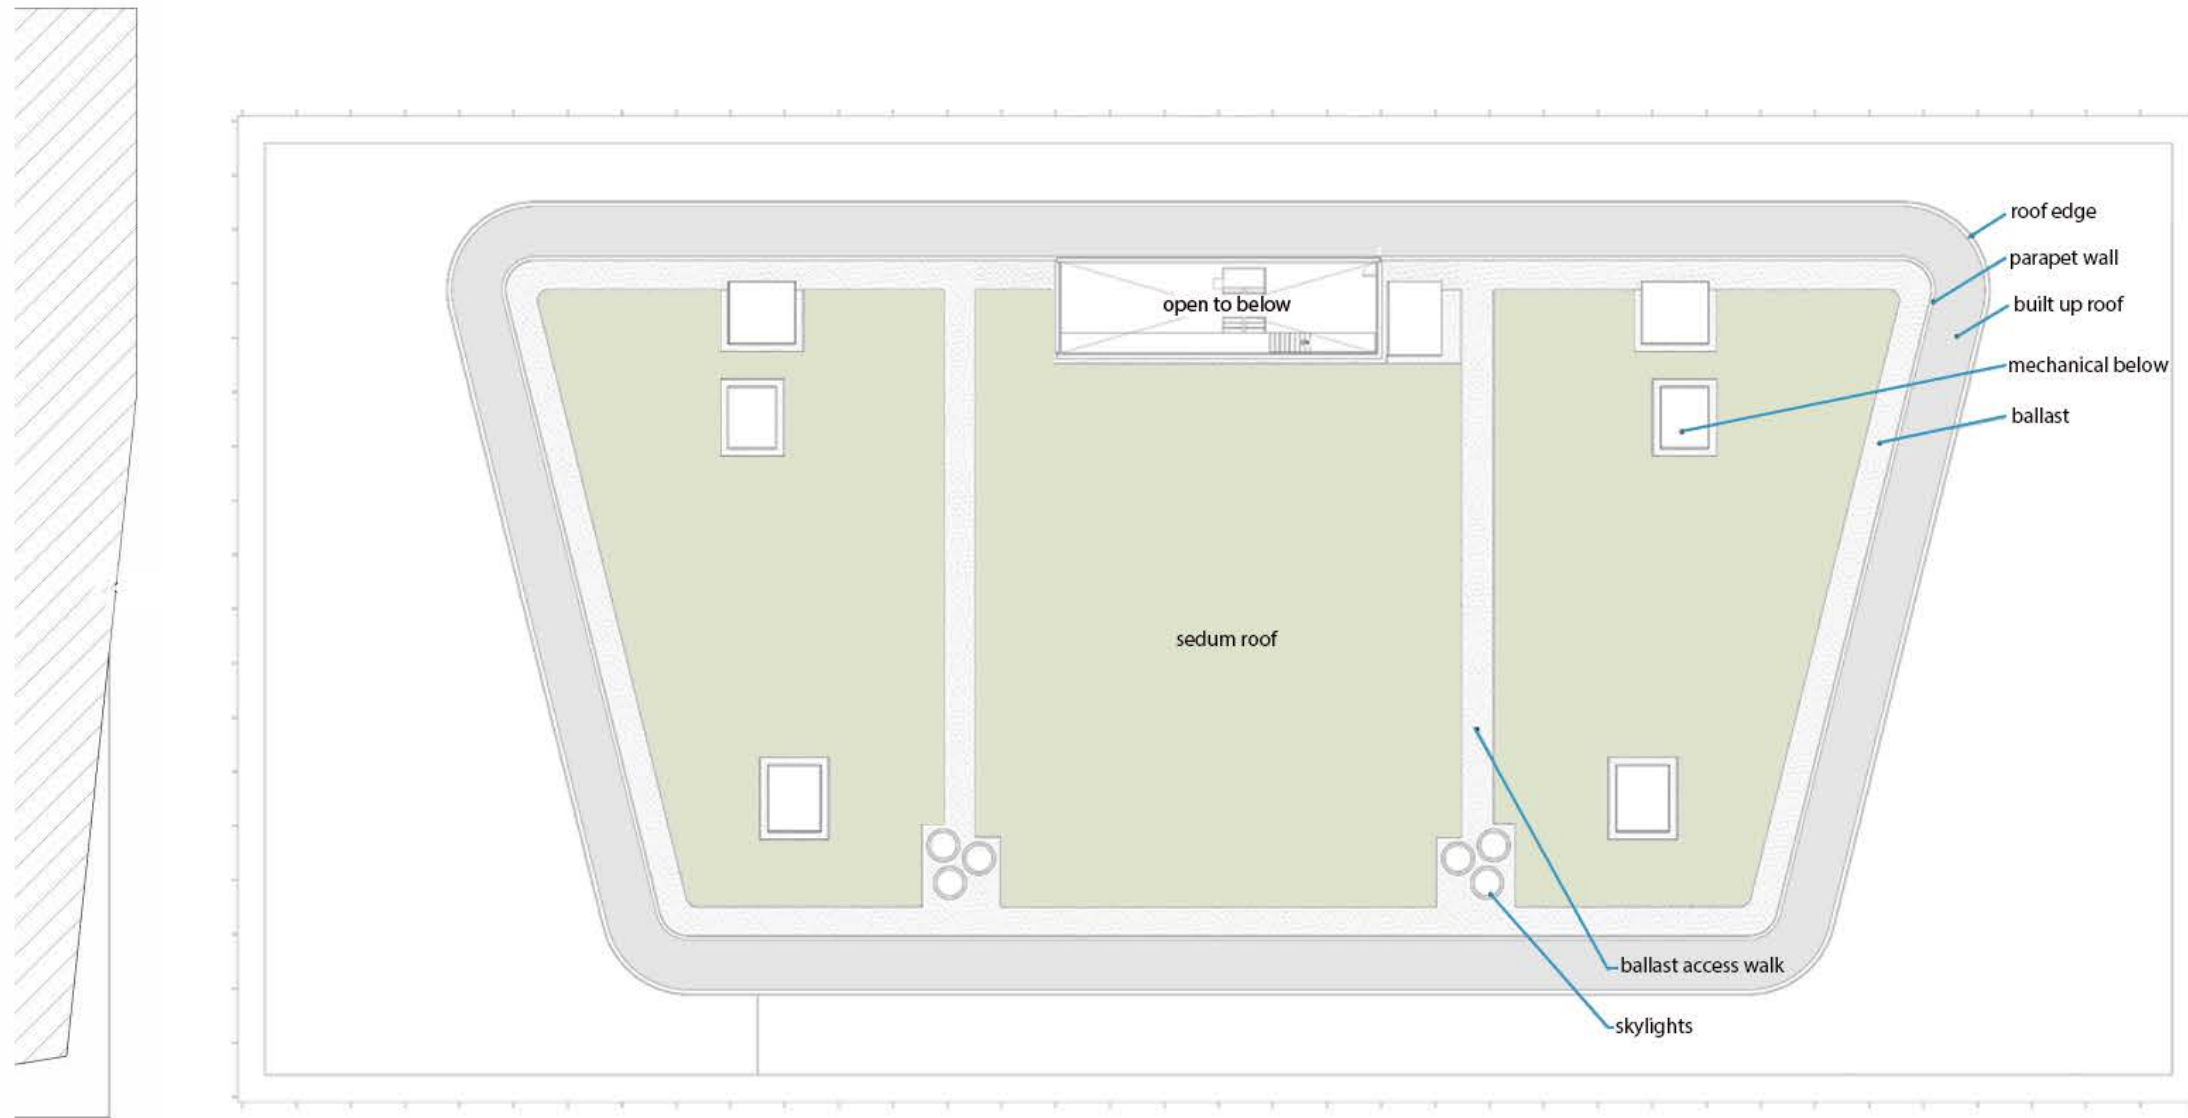 roof edge
parapet wall
open to below
built up roof
mechanical below
ballast
sedum roof
ballast access walk
skylights